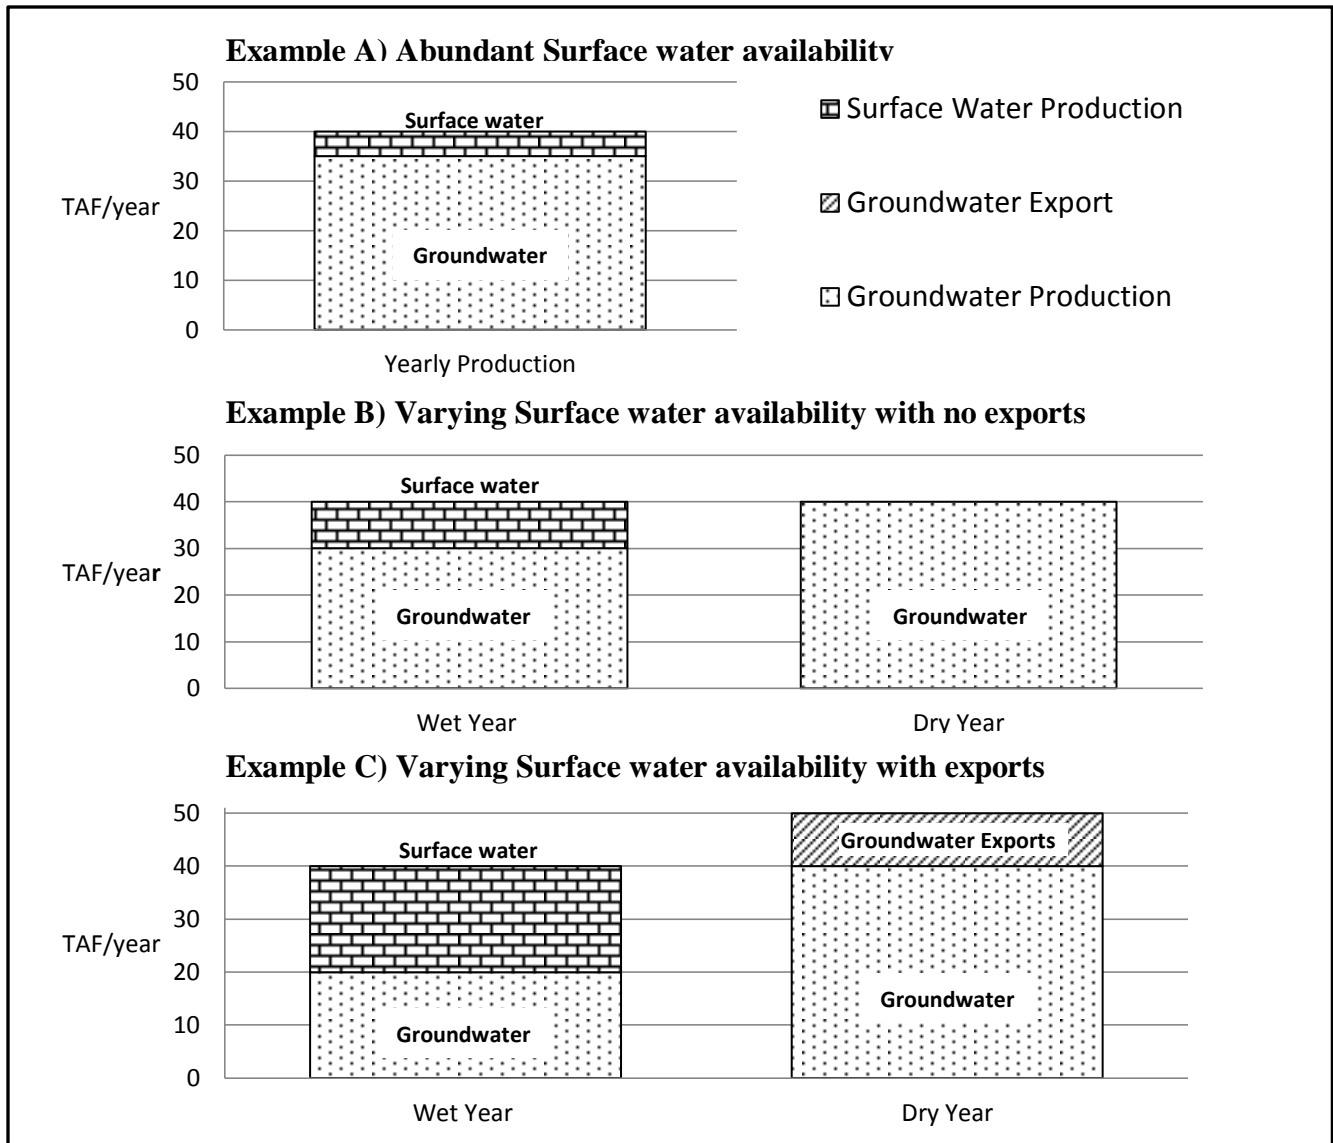 Example A) Abundant Surface water availability
50
40
30
20
10
0
TAF/year
Surface water
Groundwater
Yearly Production
Surface Water Production
Groundwater Export
Groundwater Production
Example B) Varying Surface water availability with no exports
50
40
30
20
10
0
TAF/year
Surface water
Groundwater
Groundwater
Wet Year
Dry Year
Example C) Varying Surface water availability with exports
50
40
30
20
10
0
TAF/year
Surface water
Groundwater
Groundwater Exports
Groundwater
Wet Year
Dry Year